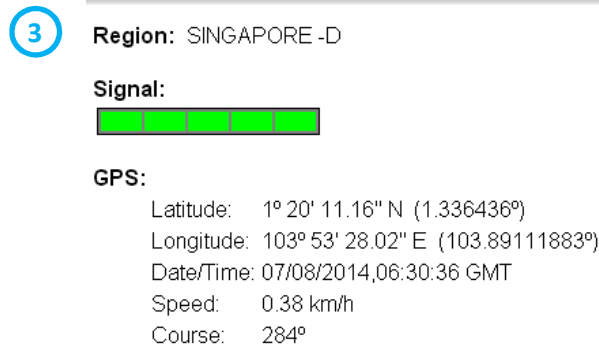 3
Region: SINGAPORE -D
Signal:
GPS:
Latitude: 1º 20' 11.16" N (1.336436º)
Longitude: 103º 53' 28.02" E (103.89111883º)
Date/Time: 07/08/2014,06:30:36 GMT
Speed: 0.38 km/h
Course: 284º